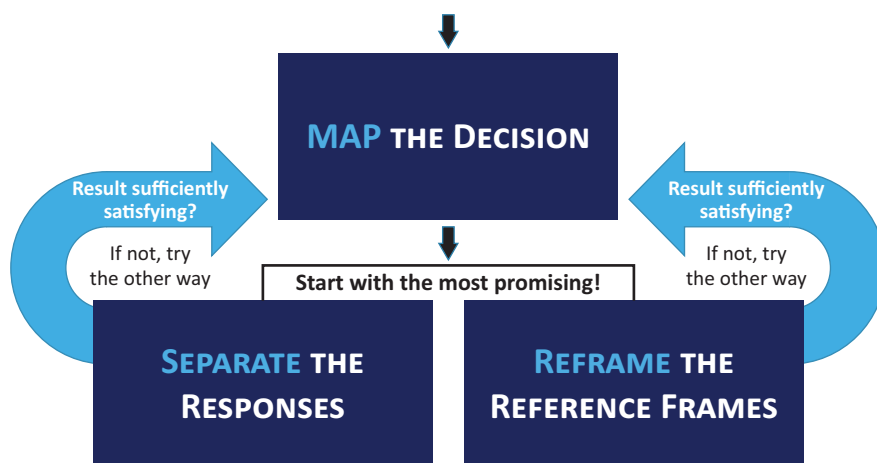 MAP THE DECISION
Result sufficiently
satisfying?
If not, try
the other way
Result sufficiently
satisfying?
If not, try
the other way
Start with the most promising!
SEPARATE THE
RESPONSES
REFRAME THE
REFERENCE FRAMES